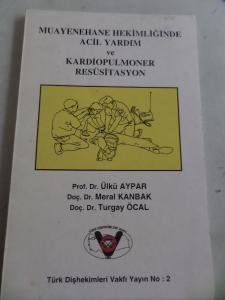 MUAYENEHANE HEKİMLİĞİNDE
ACİL YARDIM
ve
KARDİOPULMONER
RESÜSİTASYON
Prof. Dr. Ülkü AYPAR
Doç. Dr. Meral KANBAK
Doç. Dr. Turgay ÖCAL
Türk Dişhekimleri Vakfı Yayın No : 2